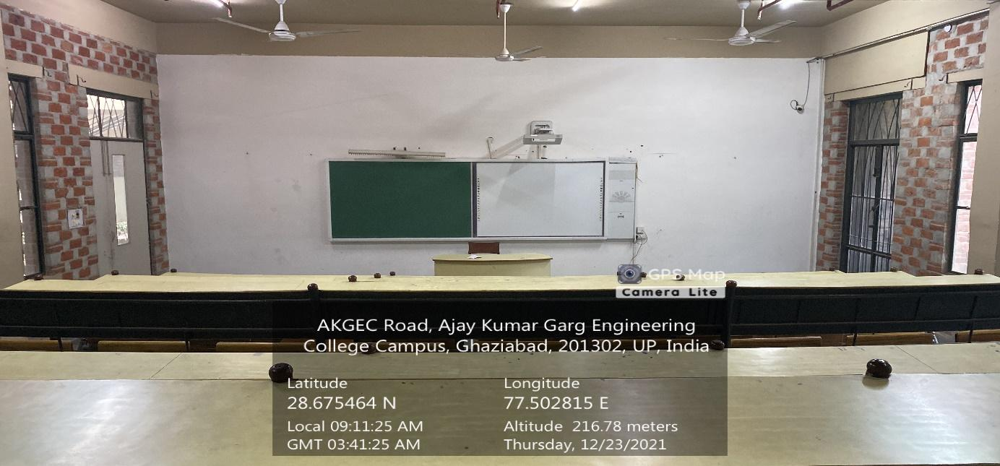 GPS Map
Camera Lite
AKGEC Road, Ajay Kumar Garg Engineering
College Campus, Ghaziabad, 201302, UP, India
Latitude
28.675464 N
Longitude
77.502815 E
Local 09:11:25 AM
GMT 03:41:25 AM
Altitude 216.78 meters
Thursday, 12/23/2021